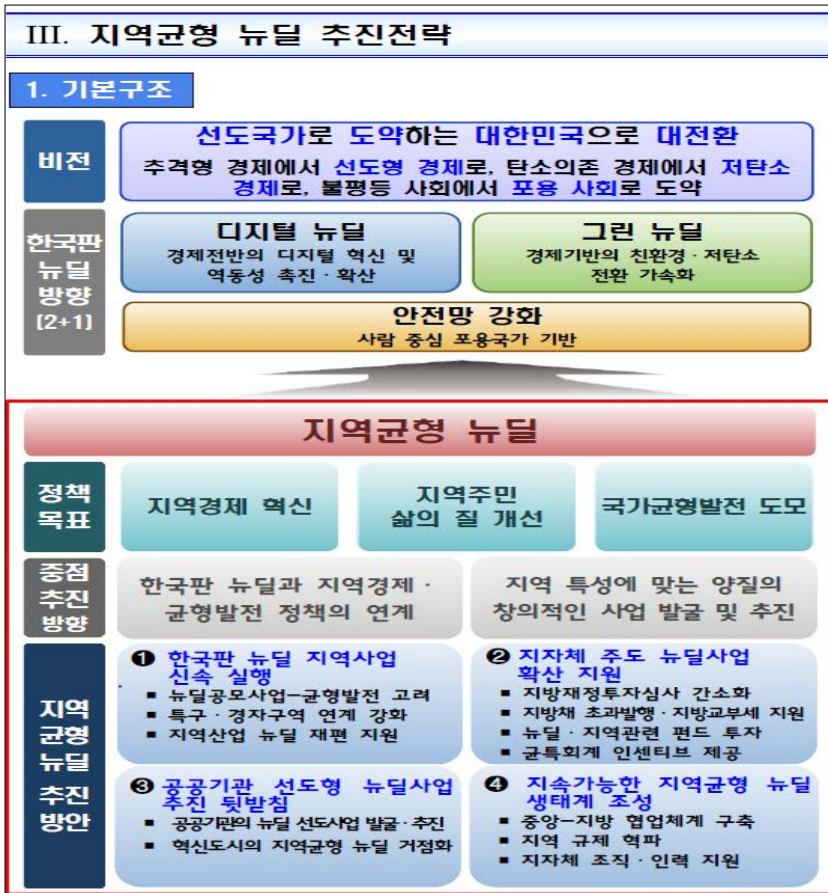 III. 지역균형 뉴딜 추진전략
1. 기본구조
비전
선도국가로 도약하는 대한민국으로 대전환
추격형 경제에서 선도형 경제로, 탄소의존 경제에서 저탄소
경제로, 불평등 사회에서 포용 사회로 도약
한국판
뉴딜
방향
(2+1)
디지털 뉴딜
경제전반의 디지털 혁신 및
역동성 촉진·확산
그린 뉴딜
경제기반의 친환경·저탄소
전환 가속화
안전망 강화
사람 중심 포용국가 기반
지역균형 뉴딜
정책
목표
지역경제 혁신
지역주민
삶의 질 개선
국가균형발전 도모
중점
추진
방향
한국판 뉴딜과 지역경제·
균형발전 정책의 연계
지역 특성에 맞는 양질의
창의적인 사업 발굴 및 추진
지역
균형
뉴딜
추진
방안
❶ 한국판 뉴딜 지역사업
신속 실행
▪ 뉴딜공모사업-균형발전 고려
▪ 특구·경자구역 연계 강화
▪ 지역산업 뉴딜 재편 지원
❷ 지자체 주도 뉴딜사업
확산 지원
▪ 지방재정투자심사 간소화
▪ 지방채 초과발행·지방교부세 지원
▪ 뉴딜·지역관련 펀드 투자
▪ 균특회계 인센티브 제공
❸ 공공기관 선도형 뉴딜사업
추진 뒷받침
▪ 공공기관의 뉴딜 선도사업 발굴·추진
▪ 혁신도시의 지역균형 뉴딜 거점화
❹ 지속가능한 지역균형 뉴딜
생태계 조성
▪ 중앙-지방 협업체계 구축
▪ 지역 규제 혁파
▪ 지자체 조직·인력 지원